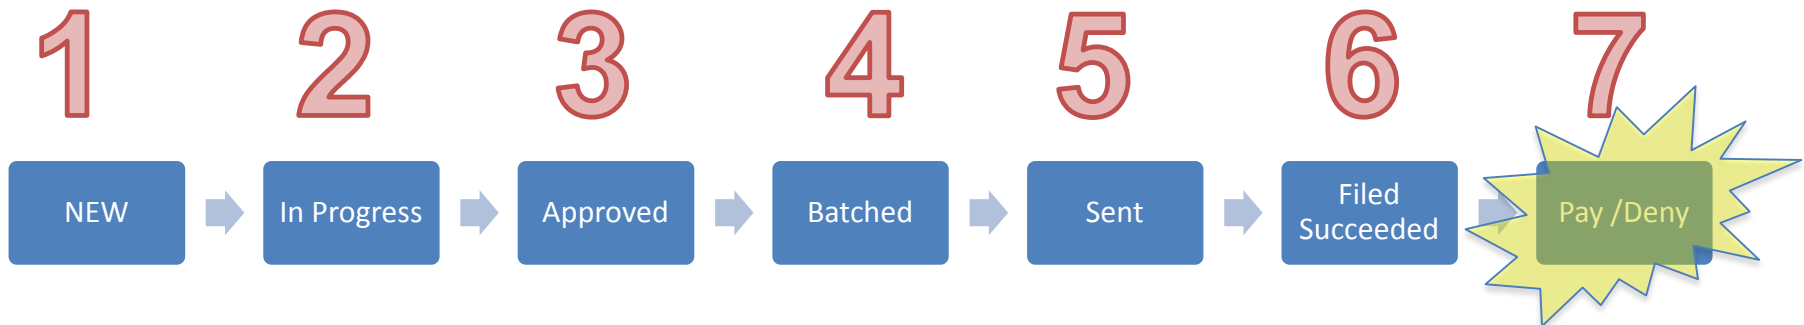 1 2 3 4 5 6 7
NEW
In Progress
Approved
Batched
Sent
Filed
Succeeded
Pay /Deny